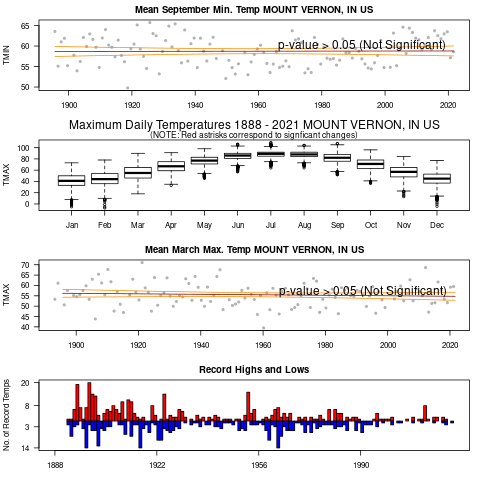 Mean September Min. Temp MOUNT VERNON, IN US
65
60
55
50
TMIN
p-value > 0.05 (Not Significant)
1900 1920 1940 1960 1980 2000 2020
Maximum Daily Temperatures 1888 - 2021 MOUNT VERNON, IN US
(NOTE: Red astrisks correspond to signficant changes)
100
80
60
40
20
0
TMAX
Jan Feb Mar Apr May Jun Jul Aug Sep Oct Nov Dec
Mean March Max. Temp MOUNT VERNON, IN US
70
65
60
55
50
45
40
TMAX
p-value > 0.05 (Not Significant)
1900 1920 1940 1960 1980 2000 2020
Record Highs and Lows
20
8
3
14
No. of Record Temps
1888 1922 1956 1990